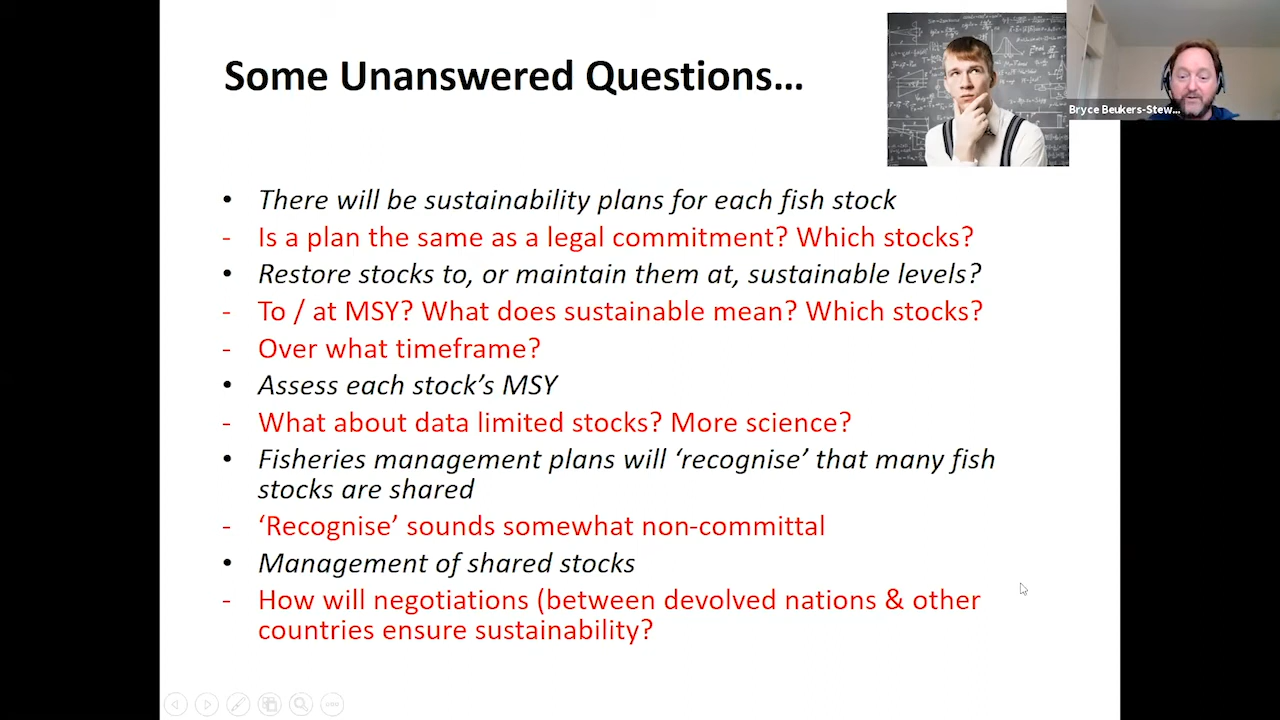 Some Unanswered Questions...
Bryce Beukers-Stew...
• There will be sustainability plans for each fish stock
- Is a plan the same as a legal commitment? Which stocks?
• Restore stocks to, or maintain them at, sustainable levels?
- To / at MSY? What does sustainable mean? Which stocks?
- Over what timeframe?
• Assess each stock's MSY
- What about data limited stocks? More science?
• Fisheries management plans will ‘recognise’ that many fish
stocks are shared
- ‘Recognise’ sounds somewhat non-committal
• Management of shared stocks
- How will negotiations (between devolved nations & other
countries ensure sustainability?